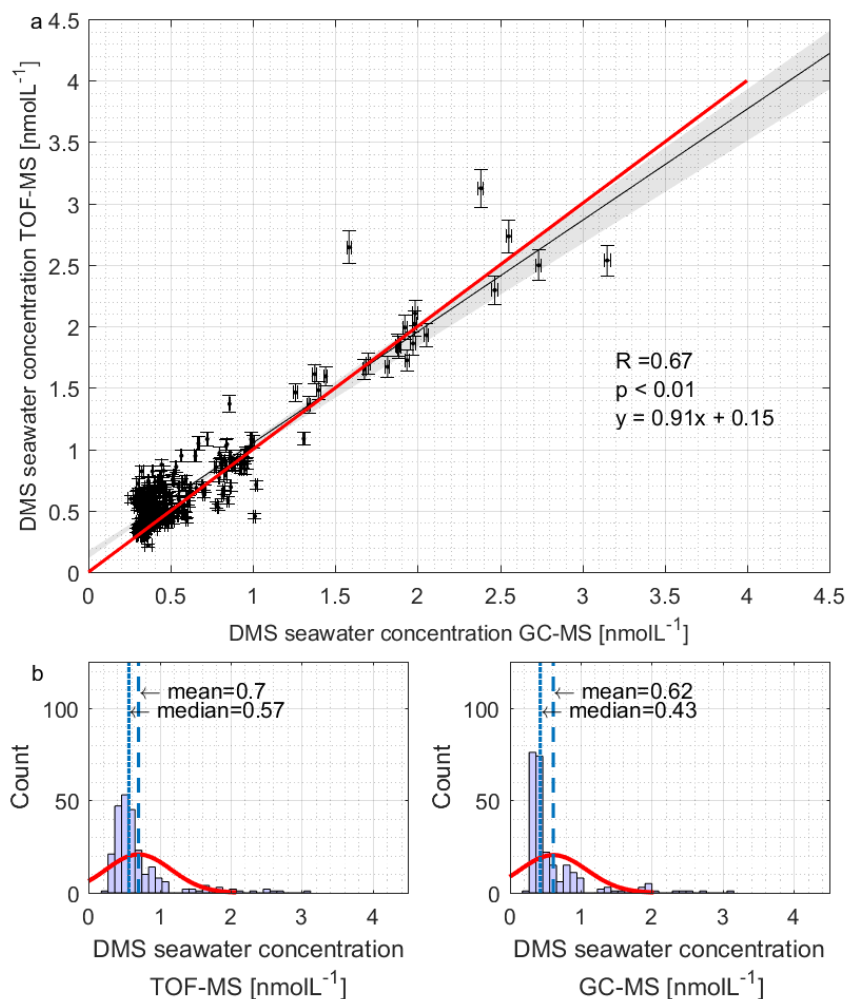 a
4.5
4
3.5
3
2.5
2
1.5
1
0.5
0
DMS seawater concentration TOF-MS [nmolL⁻¹]
R =0.67
p < 0.01
y = 0.91x + 0.15
0 0.5 1 1.5 2 2.5 3 3.5 4 4.5
DMS seawater concentration GC-MS [nmolL⁻¹]
b
100
50
0
Count
←mean=0.7
←median=0.57
0 2 4
DMS seawater concentration
TOF-MS [nmolL⁻¹]
100
50
0
Count
←mean=0.62
←median=0.43
0 2 4
DMS seawater concentration
GC-MS [nmolL⁻¹]